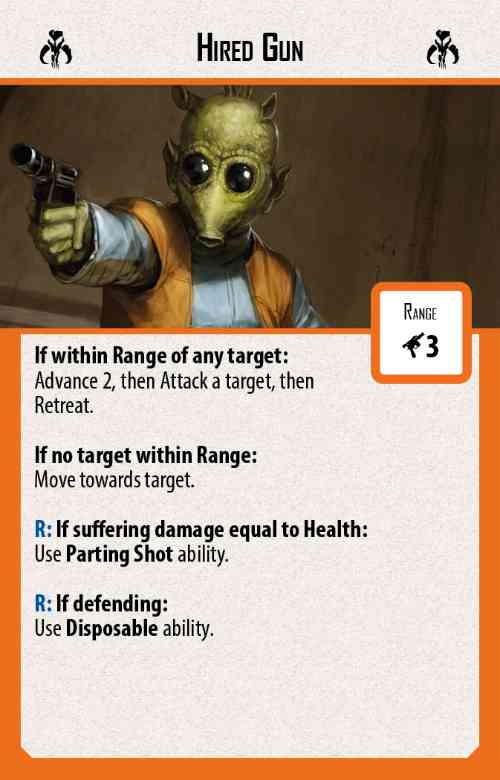 Hired Gun
Range
3
If within Range of any target:
Advance 2, then Attack a target, then
Retreat.
If no target within Range:
Move towards target.
R: If suffering damage equal to Health:
Use Parting Shot ability.
R: If defending:
Use Disposable ability.